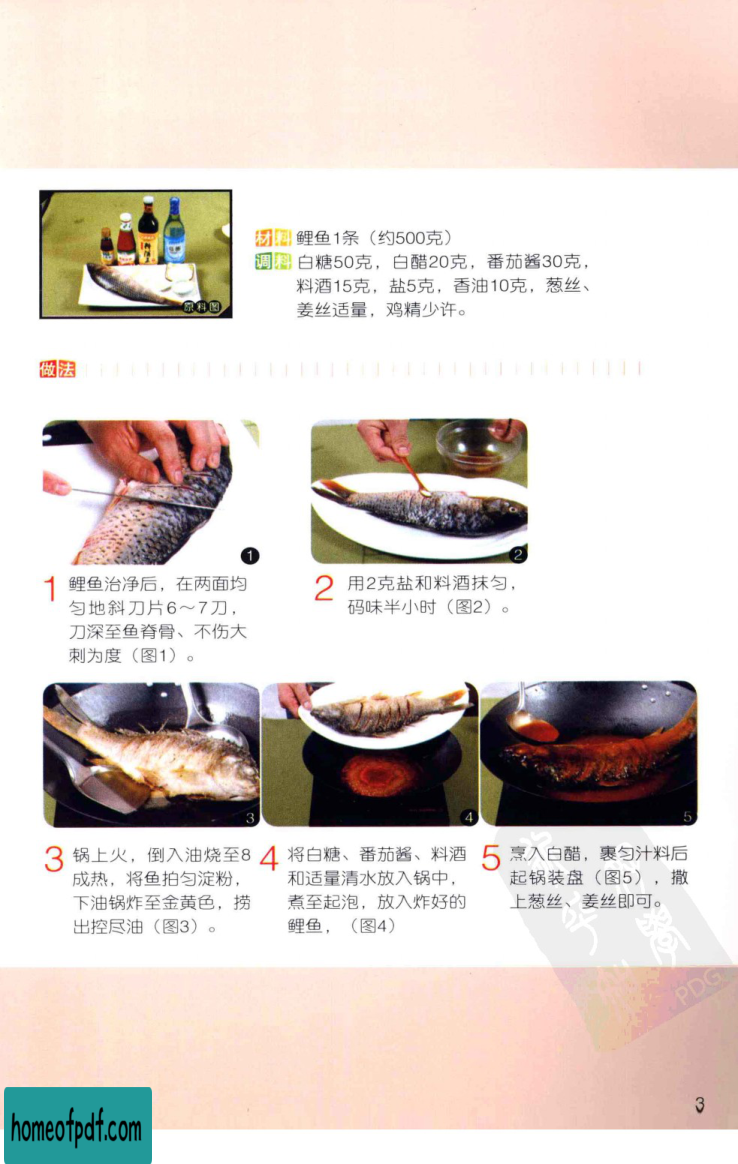 原料图
材料 鲤鱼1条（约500克）
调料 白糖50克，白醋20克，番茄酱30克，
料酒15克，盐5克，香油10克，葱丝、
姜丝适量，鸡精少许。
做法
1
2
1 鲤鱼治净后，在两面均
匀地斜刀片6～7刀，
刀深至鱼脊骨、不伤大
刺为度（图1）。
2 用2克盐和料酒抹匀，
码味半小时（图2）。
3
4
5
3 锅上火，倒入油烧至8
成热，将鱼拍匀淀粉，
下油锅炸至金黄色，捞
出控尽油（图3）。
4 将白糖、番茄酱、料酒
和适量清水放入锅中，
煮至起泡，放入炸好的
鲤鱼，（图4）
5 烹入白醋，裹匀汁料后
起锅装盘（图5），撒
上葱丝、姜丝即可。
PDG
3
homeofpdf.com